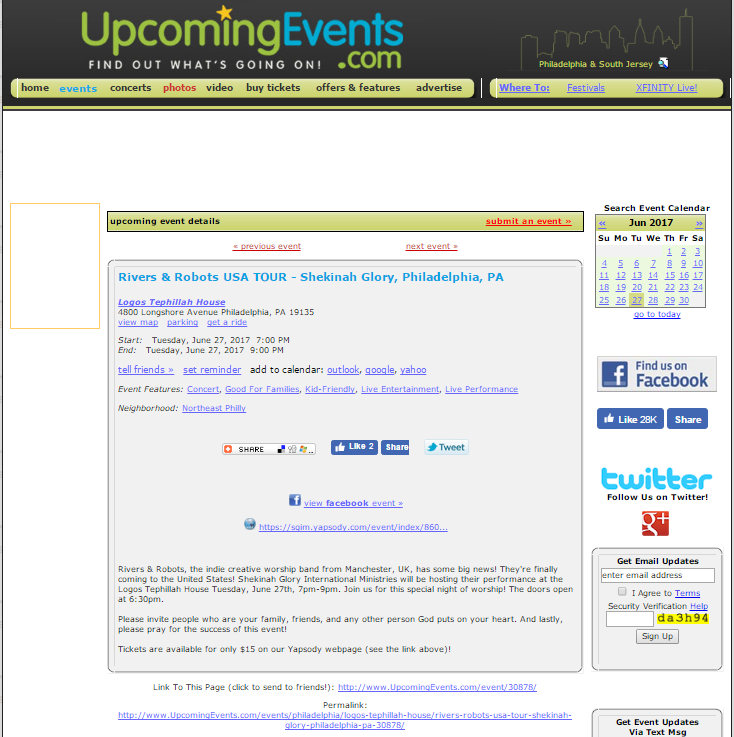 UpcomingEvents
.com
FIND OUT WHAT'S GOING ON!
Philadelphia & South Jersey
home events concerts photos video buy tickets offers & features advertise
Where To: Festivals XFINITY Live!
upcoming event details submit an event »
« previous event next event »
Rivers & Robots USA TOUR - Shekinah Glory, Philadelphia, PA
Logos Tephillah House
4800 Longshore Avenue Philadelphia, PA 19135
view map parking get a ride
Start: Tuesday, June 27, 2017 7:00 PM
End: Tuesday, June 27, 2017 9:00 PM
tell friends » set reminder add to calendar: outlook, google, yahoo
Event Features: Concert, Good For Families, Kid-Friendly, Live Entertainment, Live Performance
Neighborhood: Northeast Philly
SHARE Like 2 Share Tweet
view facebook event »
https://sgim.yapsody.com/event/index/860...
Rivers & Robots, the indie creative worship band from Manchester, UK, has some big news! They're finally
coming to the United States! Shekinah Glory International Ministries will be hosting their performance at the
Logos Tephillah House Tuesday, June 27th, 7pm-9pm. Join us for this special night of worship! The doors open
at 6:30pm.
Please invite people who are your family, friends, and any other person God puts on your heart. And lastly,
please pray for the success of this event!
Tickets are available for only $15 on our Yapsody webpage (see the link above)!
Link To This Page (click to send to friends!): http://www.UpcomingEvents.com/event/30878/
Permalink:
http://www.UpcomingEvents.com/events/philadelphia/logos-tephillah-house/rivers-robots-usa-tour-shekinah-
glory-philadelphia-pa-30878/
Search Event Calendar
« Jun 2017 »
Su Mo Tu We Th Fr Sa
1 2 3
4 5 6 7 8 9 10
11 12 13 14 15 16 17
18 19 20 21 22 23 24
25 26 27 28 29 30
go to today
Find us on
Facebook
Like 28K Share
twitter
Follow Us on Twitter!
g+
Get Email Updates
enter email address
I Agree to Terms
Security Verification Help
da3h94
Sign Up
Get Event Updates
Via Text Msg